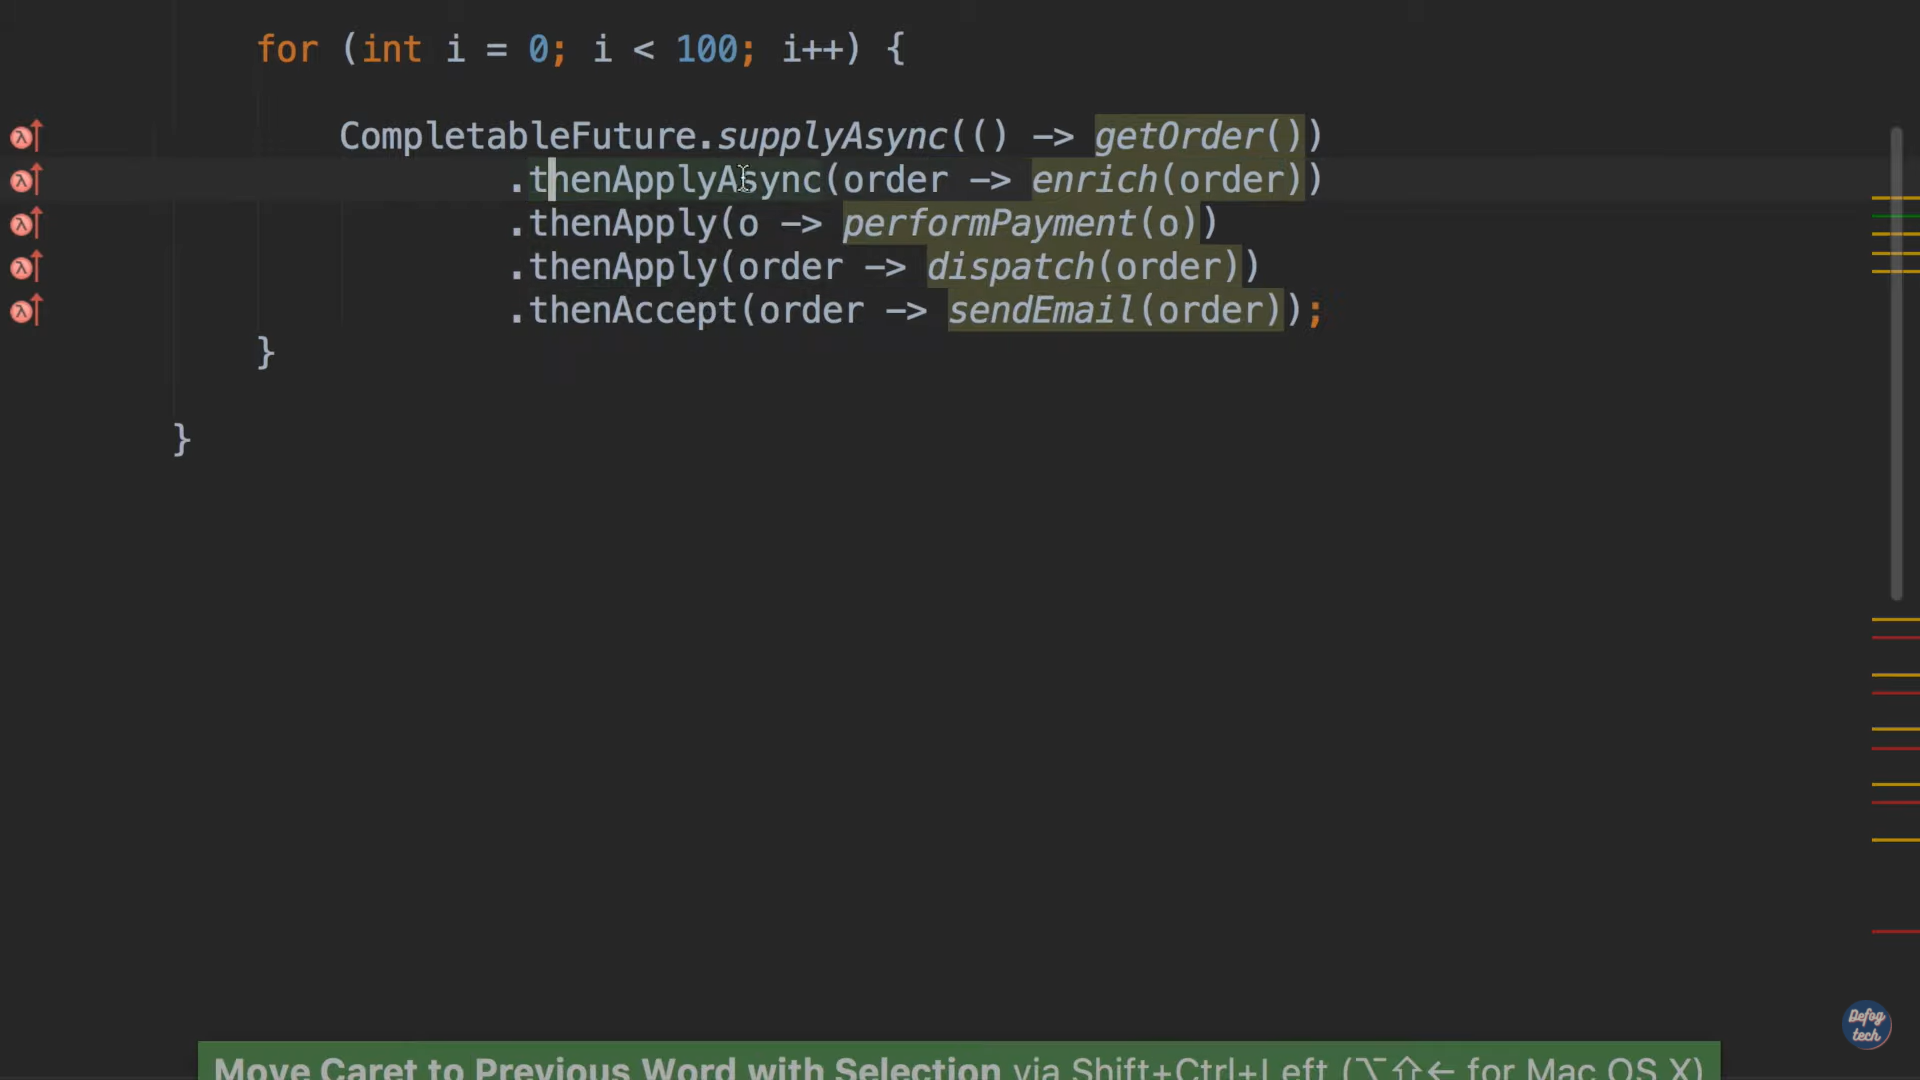 for (int i = 0; i < 100; i++) {
CompletableFuture.supplyAsync(() -> getOrder())
.thenApplyAsync(order -> enrich(order))
.thenApply(o -> performPayment(o))
.thenApply(order -> dispatch(order))
.thenAccept(order -> sendEmail(order));
}
}
Defog
tech
Move Caret to Previous Word with Selection via Shift+Ctrl+Left (⌥⇧← for Mac OS X)